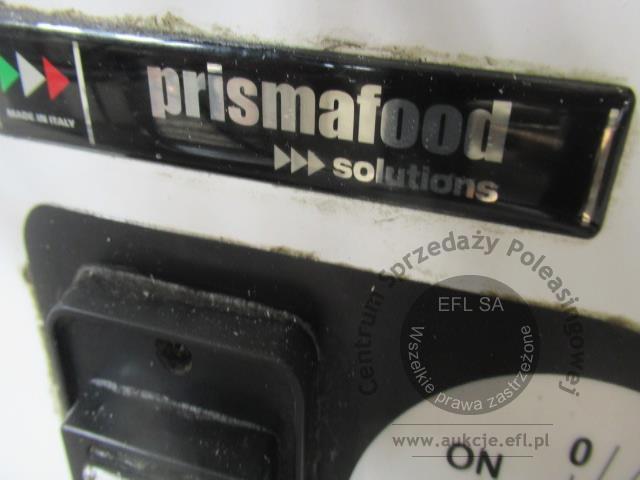 MADE IN ITALY
prismafood
solutions
Centrum Sprzedaży Poleasingowej
EFL SA
Wszelkie prawa zastrzeżone
www.aukcje.efl.pl
ON
0